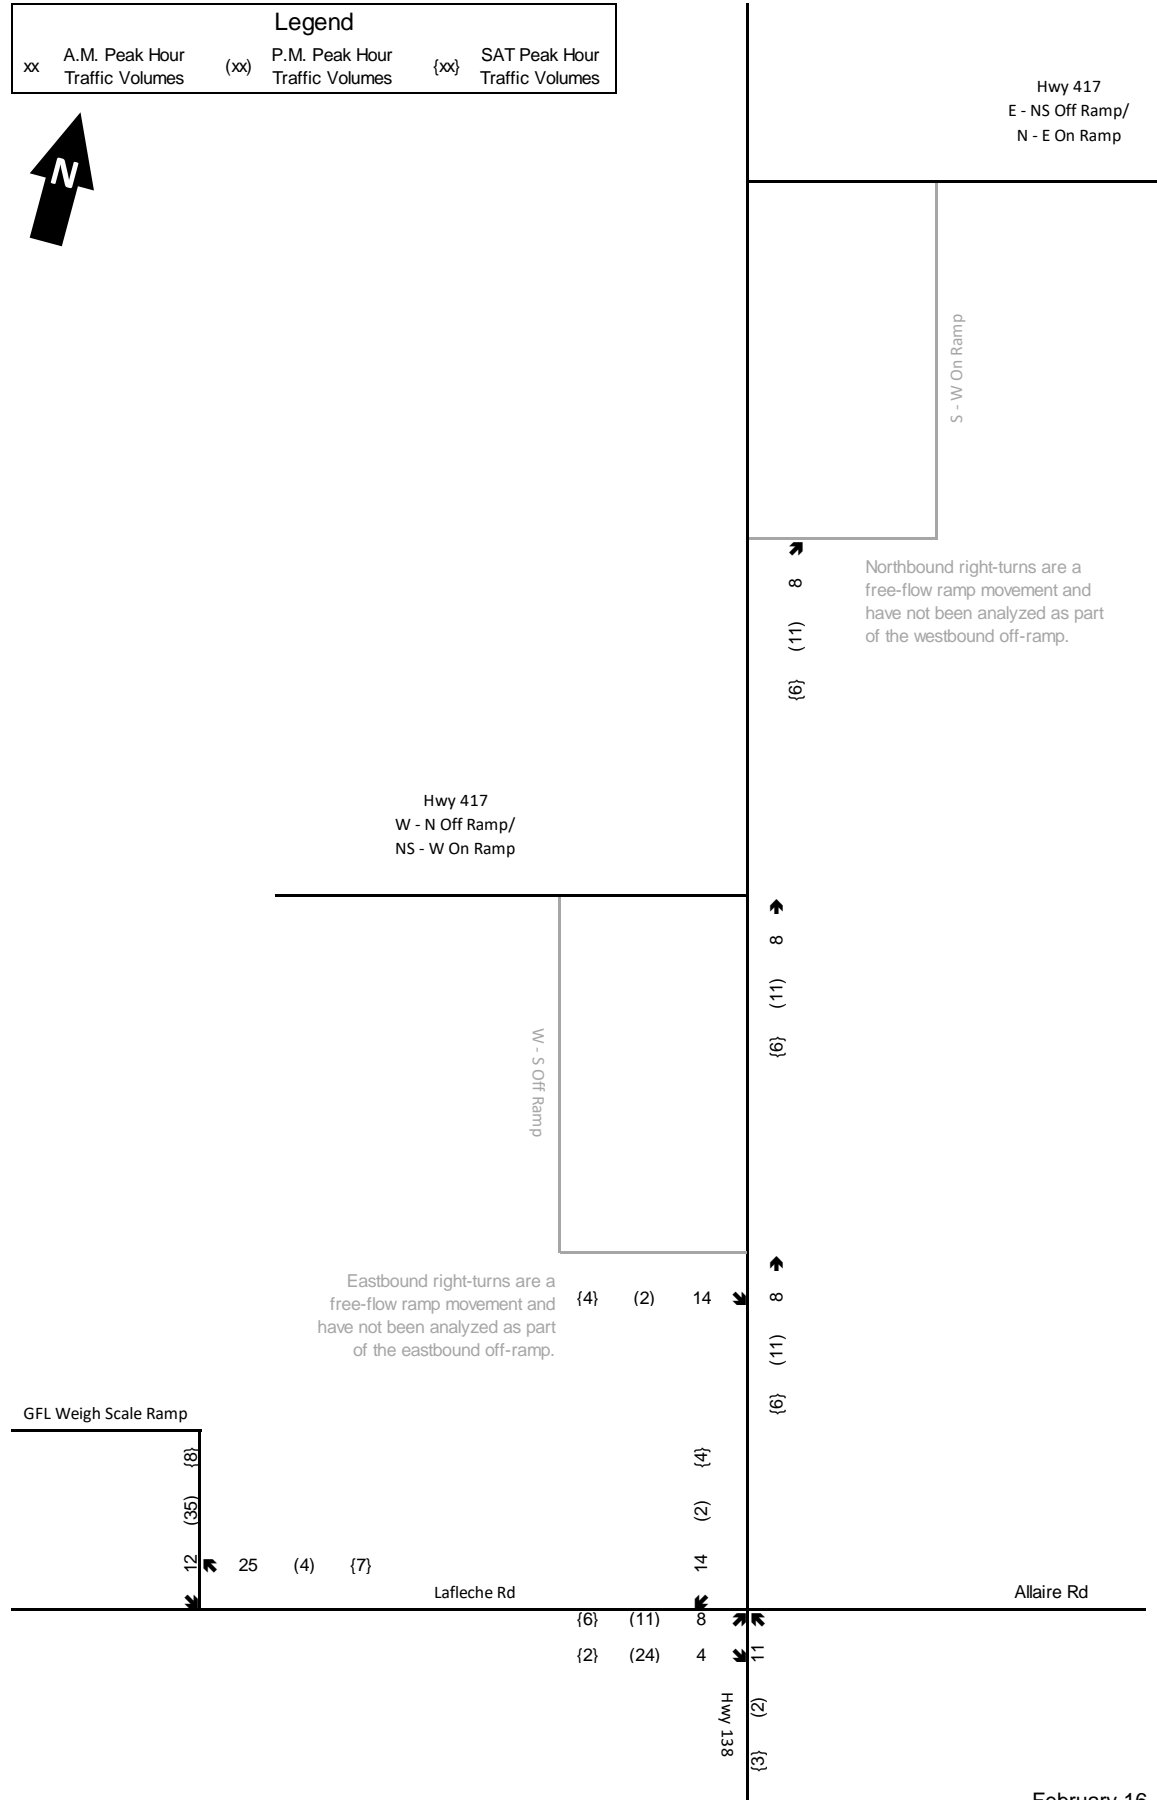 Legend
xx A.M. Peak Hour Traffic Volumes (xx) P.M. Peak Hour Traffic Volumes {xx} SAT Peak Hour Traffic Volumes
N
Hwy 417
E - NS Off Ramp/
N - E On Ramp
S - W On Ramp
8 (11) {6}
Northbound right-turns are a
free-flow ramp movement and
have not been analyzed as part
of the westbound off-ramp.
Hwy 417
W - N Off Ramp/
NS - W On Ramp
8 (11) {6}
W - S Off Ramp
Eastbound right-turns are a
free-flow ramp movement and
have not been analyzed as part
of the eastbound off-ramp.
{4} (2) 14
8 (11) {6}
GFL Weigh Scale Ramp
12 (35) {8}
25 (4) {7}
14 (2) {4}
Lafleche Rd
Allaire Rd
{6} (11) 8
{2} (24) 4
11 (2) {3}
Hwy 138
February 16